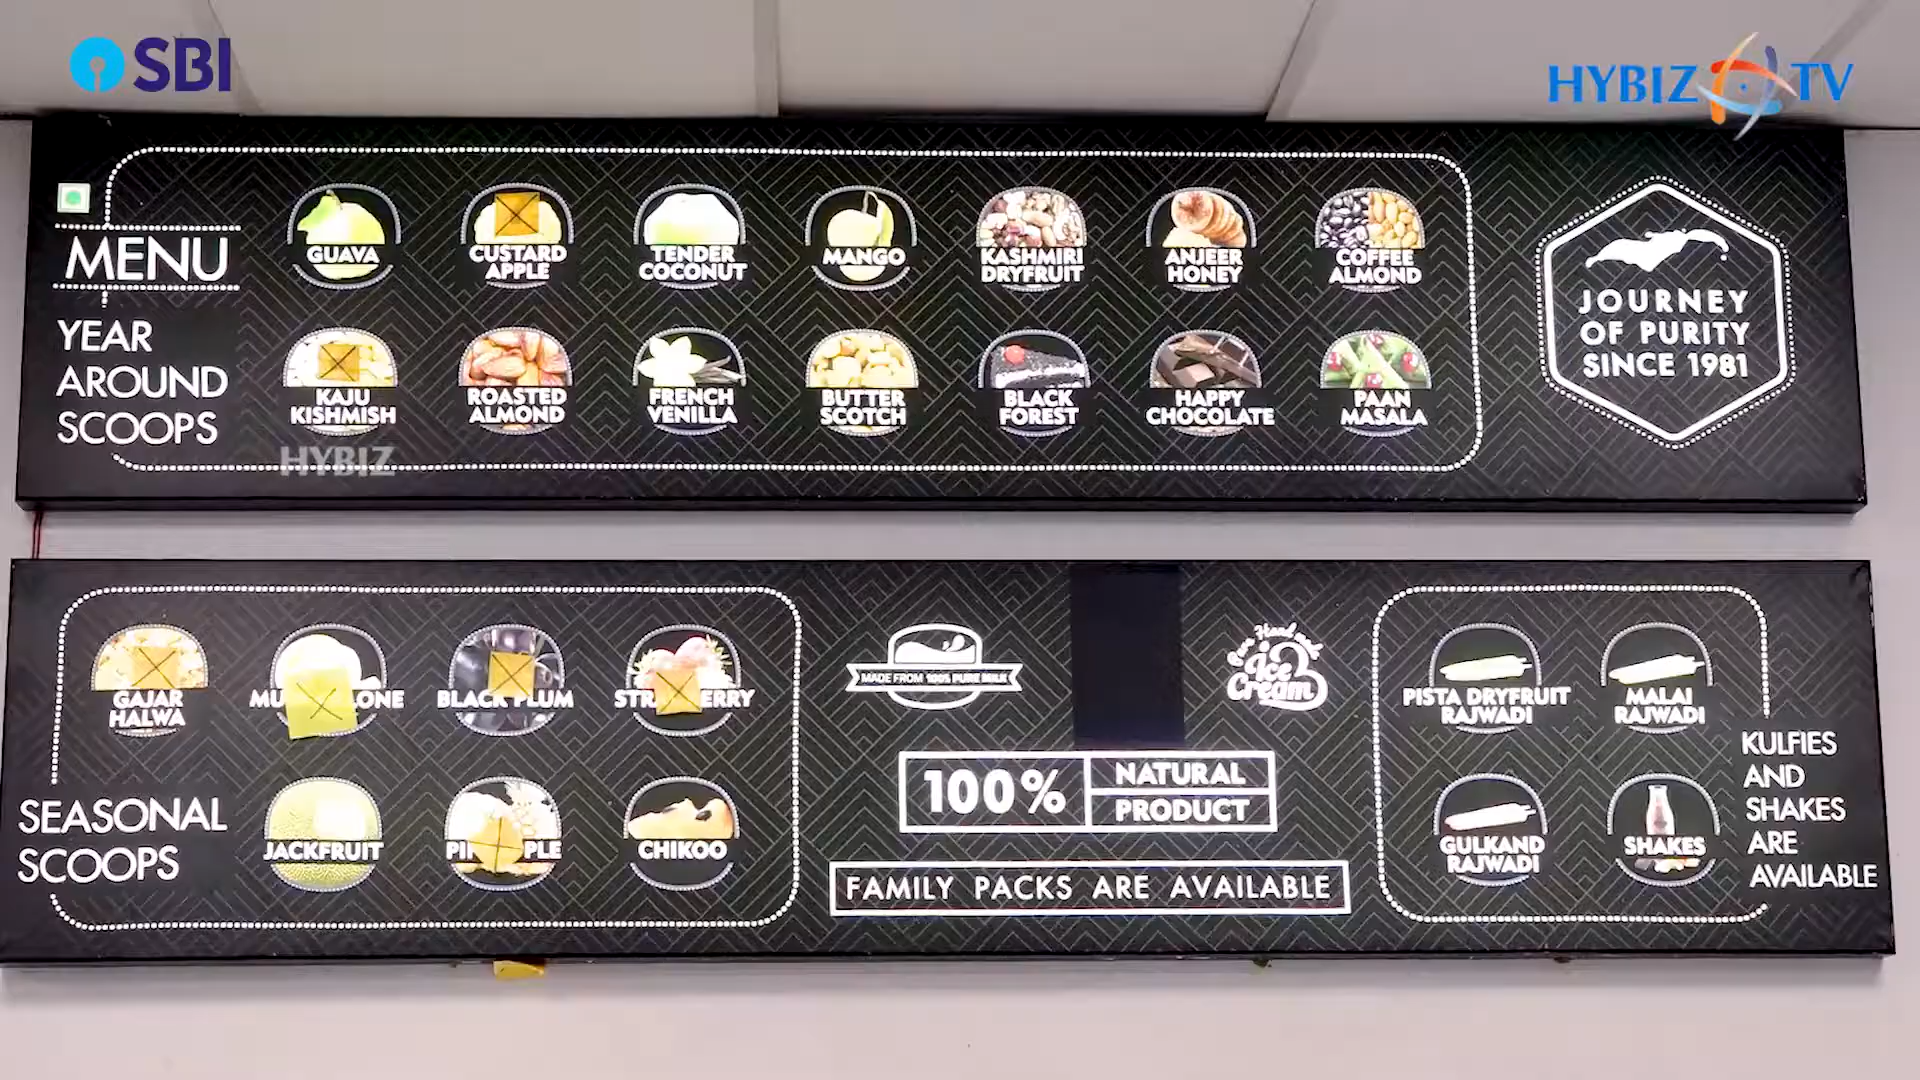 SBI
HYBIZ TV
MENU
YEAR
AROUND
SCOOPS
GUAVA
CUSTARD
APPLE
TENDER
COCONUT
MANGO
KASHMIRI
DRYFRUIT
ANJEER
HONEY
COFFEE
ALMOND
KAJU
KISHMISH
ROASTED
ALMOND
FRENCH
VENILLA
BUTTER
SCOTCH
BLACK
FOREST
HAPPY
CHOCOLATE
PAAN
MASALA
HYBIZ
JOURNEY
OF PURITY
SINCE 1981
SEASONAL
SCOOPS
GAJAR
HALWA
BLACK PLUM
JACKFRUIT
CHIKOO
MADE FROM 100% PURE MILK
Ice
Cream
100% NATURAL
PRODUCT
FAMILY PACKS ARE AVAILABLE
PISTA DRYFRUIT
RAJWADI
MALAI
RAJWADI
GULKAND
RAJWADI
SHAKES
KULFIES
AND
SHAKES
ARE
AVAILABLE